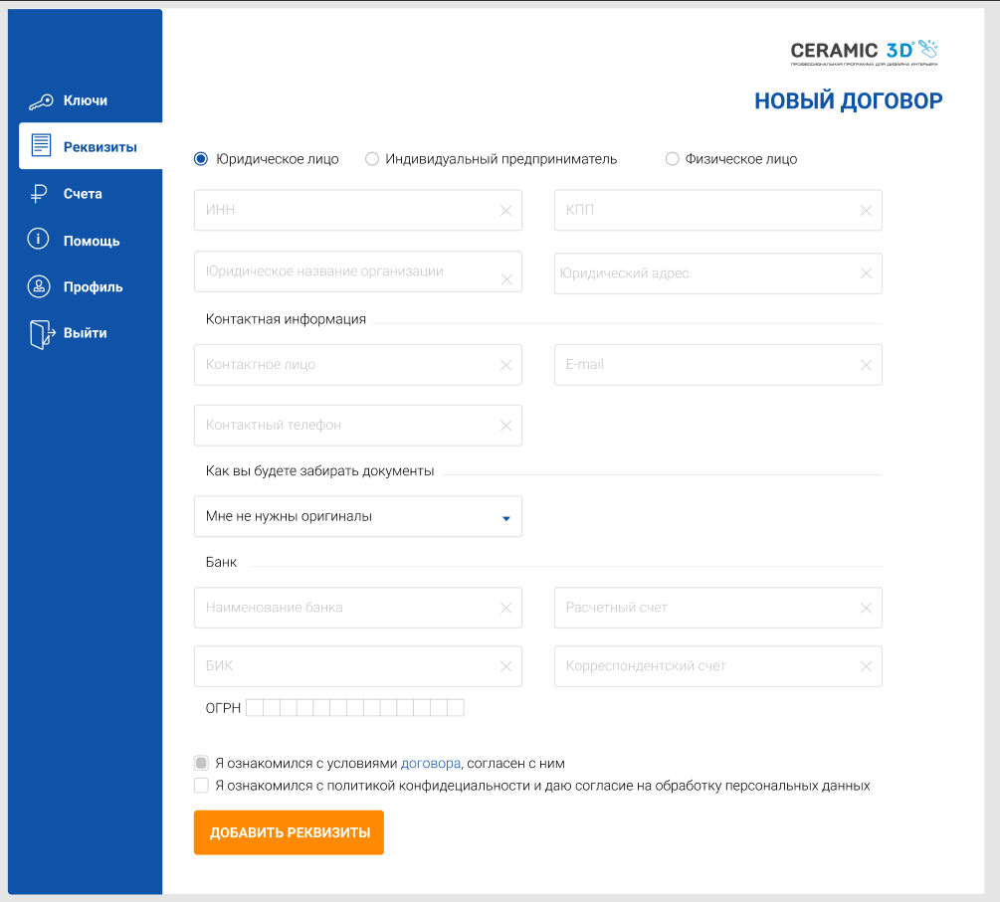 CERAMIC 3D
ПРОФЕССИОНАЛЬНАЯ ПРОГРАММА ДЛЯ ДИЗАЙНА ИНТЕРЬЕРА
НОВЫЙ ДОГОВОР
Ключи
Реквизиты
Счета
Помощь
Профиль
Выйти
Юридическое лицо Индивидуальный предприниматель Физическое лицо
ИНН КПП
Юридическое название организации Юридический адрес
Контактная информация
Контактное лицо E-mail
Контактный телефон
Как вы будете забирать документы
Мне не нужны оригиналы
Банк
Наименование банка Расчетный счет
БИК Корреспондентский счет
ОГРН
Я ознакомился с условиями договора, согласен с ним
Я ознакомился с политикой конфидециальности и даю согласие на обработку персональных данных
ДОБАВИТЬ РЕКВИЗИТЫ